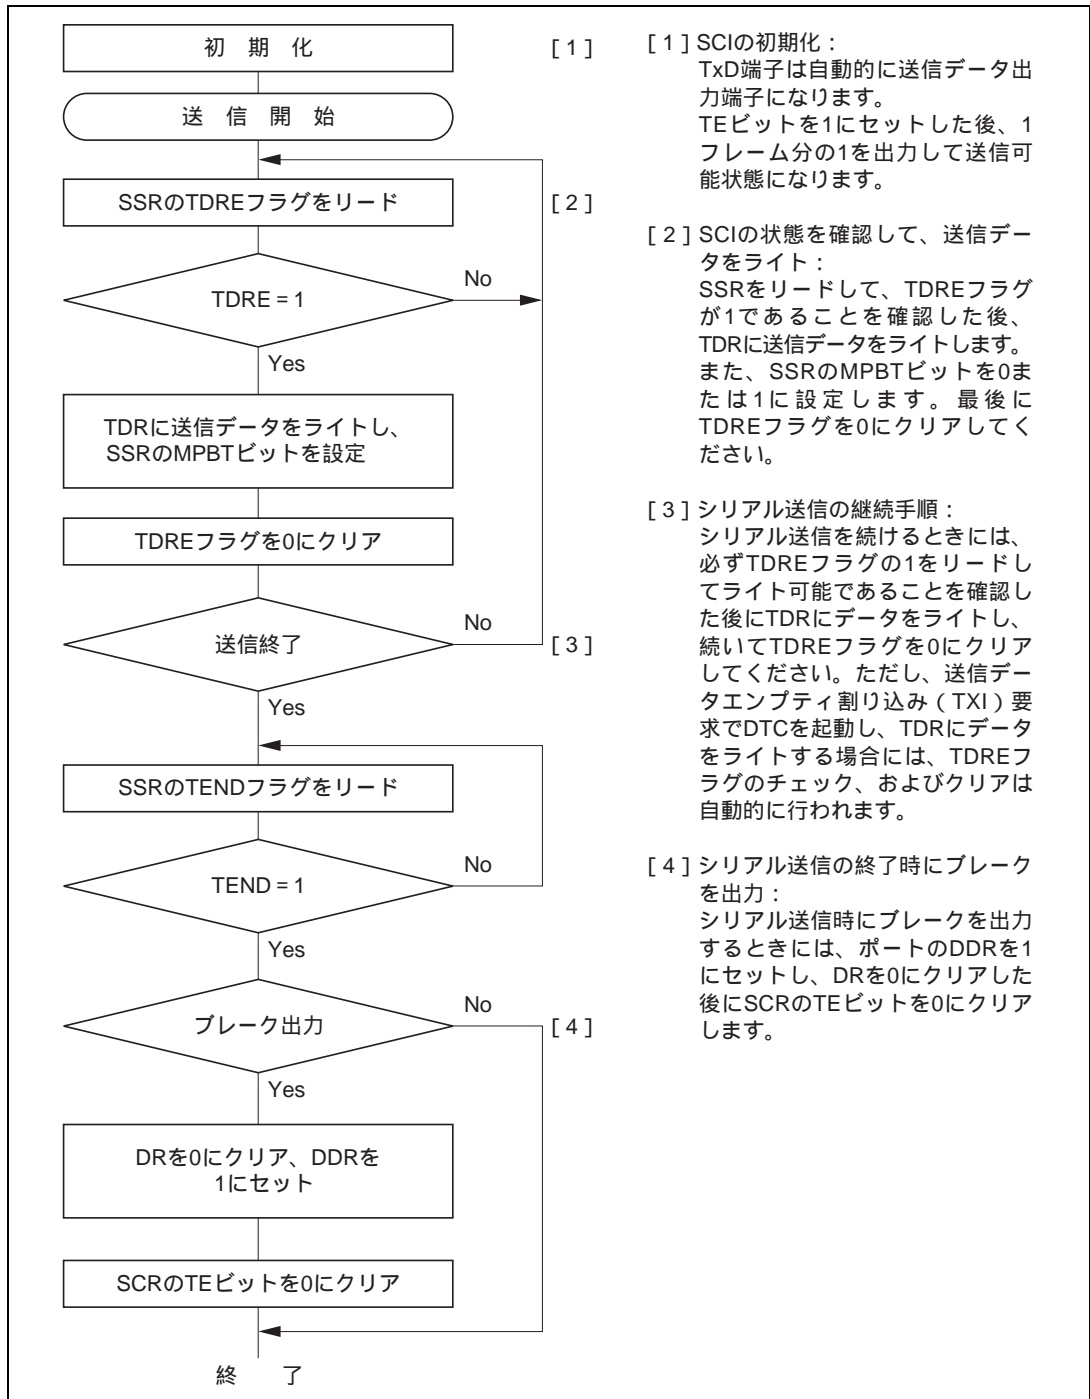 初 期 化
[1]
送 信 開 始
SSRのTDREフラグをリード
[2]
TDRE = 1
No
Yes
TDRに送信データをライトし、
SSRのMPBTビットを設定
TDREフラグを0にクリア
送信終了
No
[3]
Yes
SSRのTENDフラグをリード
TEND = 1
No
Yes
ブレーク出力
No
[4]
Yes
DRを0にクリア、DDRを
1にセット
SCRのTEビットを0にクリア
終 了
[1] SCIの初期化：
TxD端子は自動的に送信データ出
力端子になります。
TEビットを1にセットした後、1
フレーム分の1を出力して送信可
能状態になります。
[2] SCIの状態を確認して、送信デー
タをライト：
SSRをリードして、TDREフラグ
が1であることを確認した後、
TDRに送信データをライトします。
また、SSRのMPBTビットを0ま
たは1に設定します。最後に
TDREフラグを0にクリアしてく
ださい。
[3] シリアル送信の継続手順：
シリアル送信を続けるときには、
必ずTDREフラグの1をリードし
てライト可能であることを確認し
た後にTDRにデータをライトし、
続いてTDREフラグを0にクリア
してください。ただし、送信デー
タエンプティ割り込み（TXI）要
求でDTCを起動し、TDRにデータ
をライトする場合には、TDREフ
ラグのチェック、およびクリアは
自動的に行われます。
[4] シリアル送信の終了時にブレーク
を出力：
シリアル送信時にブレークを出力
するときには、ポートのDDRを1
にセットし、DRを0にクリアした
後にSCRのTEビットを0にクリア
します。